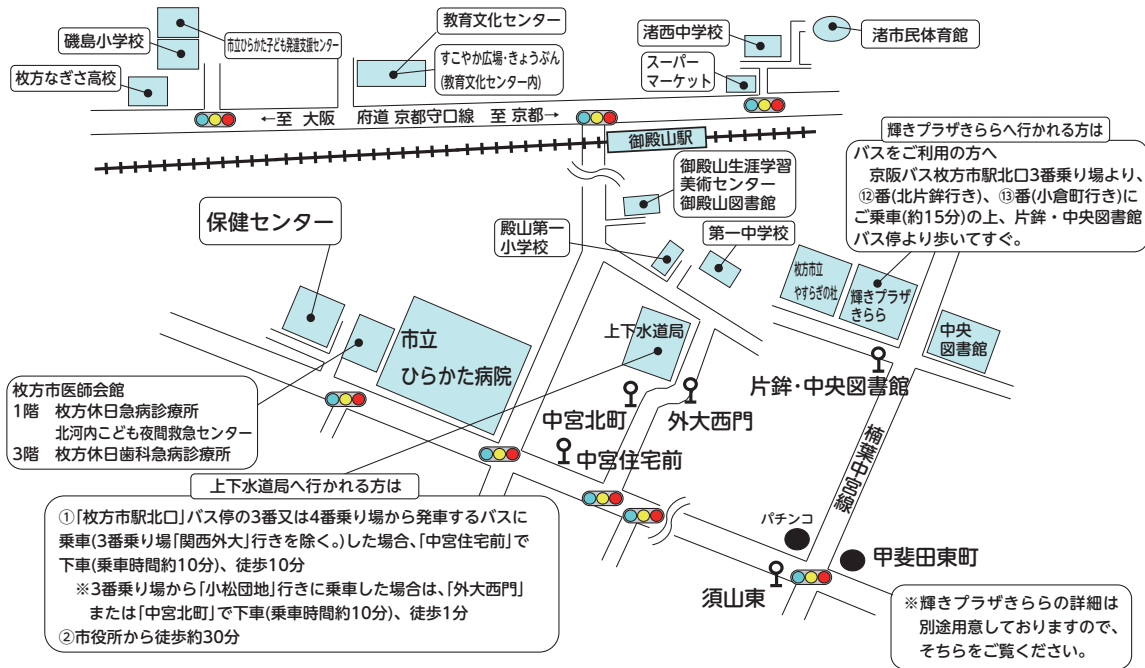 磯島小学校
市立ひらかた子ども発達支援センター
枚方なぎさ高校
教育文化センター
すこやか広場・きょうぶん
(教育文化センター内)
渚西中学校
渚市民体育館
スーパー
マーケット
←至 大阪 府道 京都守口線 至 京都→
御殿山駅
輝きプラザきららへ行かれる方は
バスをご利用の方へ
京阪バス枚方市駅北口3番乗り場より、
⑫番(北片鉾行き)、⑬番(小倉町行き)に
ご乗車(約15分)の上、片鉾・中央図書館
バス停より歩いてすぐ。
御殿山生涯学習
美術センター
御殿山図書館
保健センター
殿山第一
小学校
第一中学校
枚方市立
やすらぎの杜
輝きプラザ
きらら
中央
図書館
市立
ひらかた病院
上下水道局
片鉾・中央図書館
中宮北町
外大西門
中宮住宅前
楠葉中宮線
枚方市医師会館
1階 枚方休日急病診療所
北河内こども夜間救急センター
3階 枚方休日歯科急病診療所
上下水道局へ行かれる方は
①「枚方市駅北口」バス停の3番又は4番乗り場から発車するバスに
乗車(3番乗り場「関西外大」行きを除く。)した場合、「中宮住宅前」で
下車(乗車時間約10分)、徒歩10分
※3番乗り場から「小松団地」行きに乗車した場合は、「外大西門」
または「中宮北町」で下車(乗車時間約10分)、徒歩1分
②市役所から徒歩約30分
パチンコ
甲斐田東町
須山東
※輝きプラザきららの詳細は
別途用意しておりますので、
そちらをご覧ください。